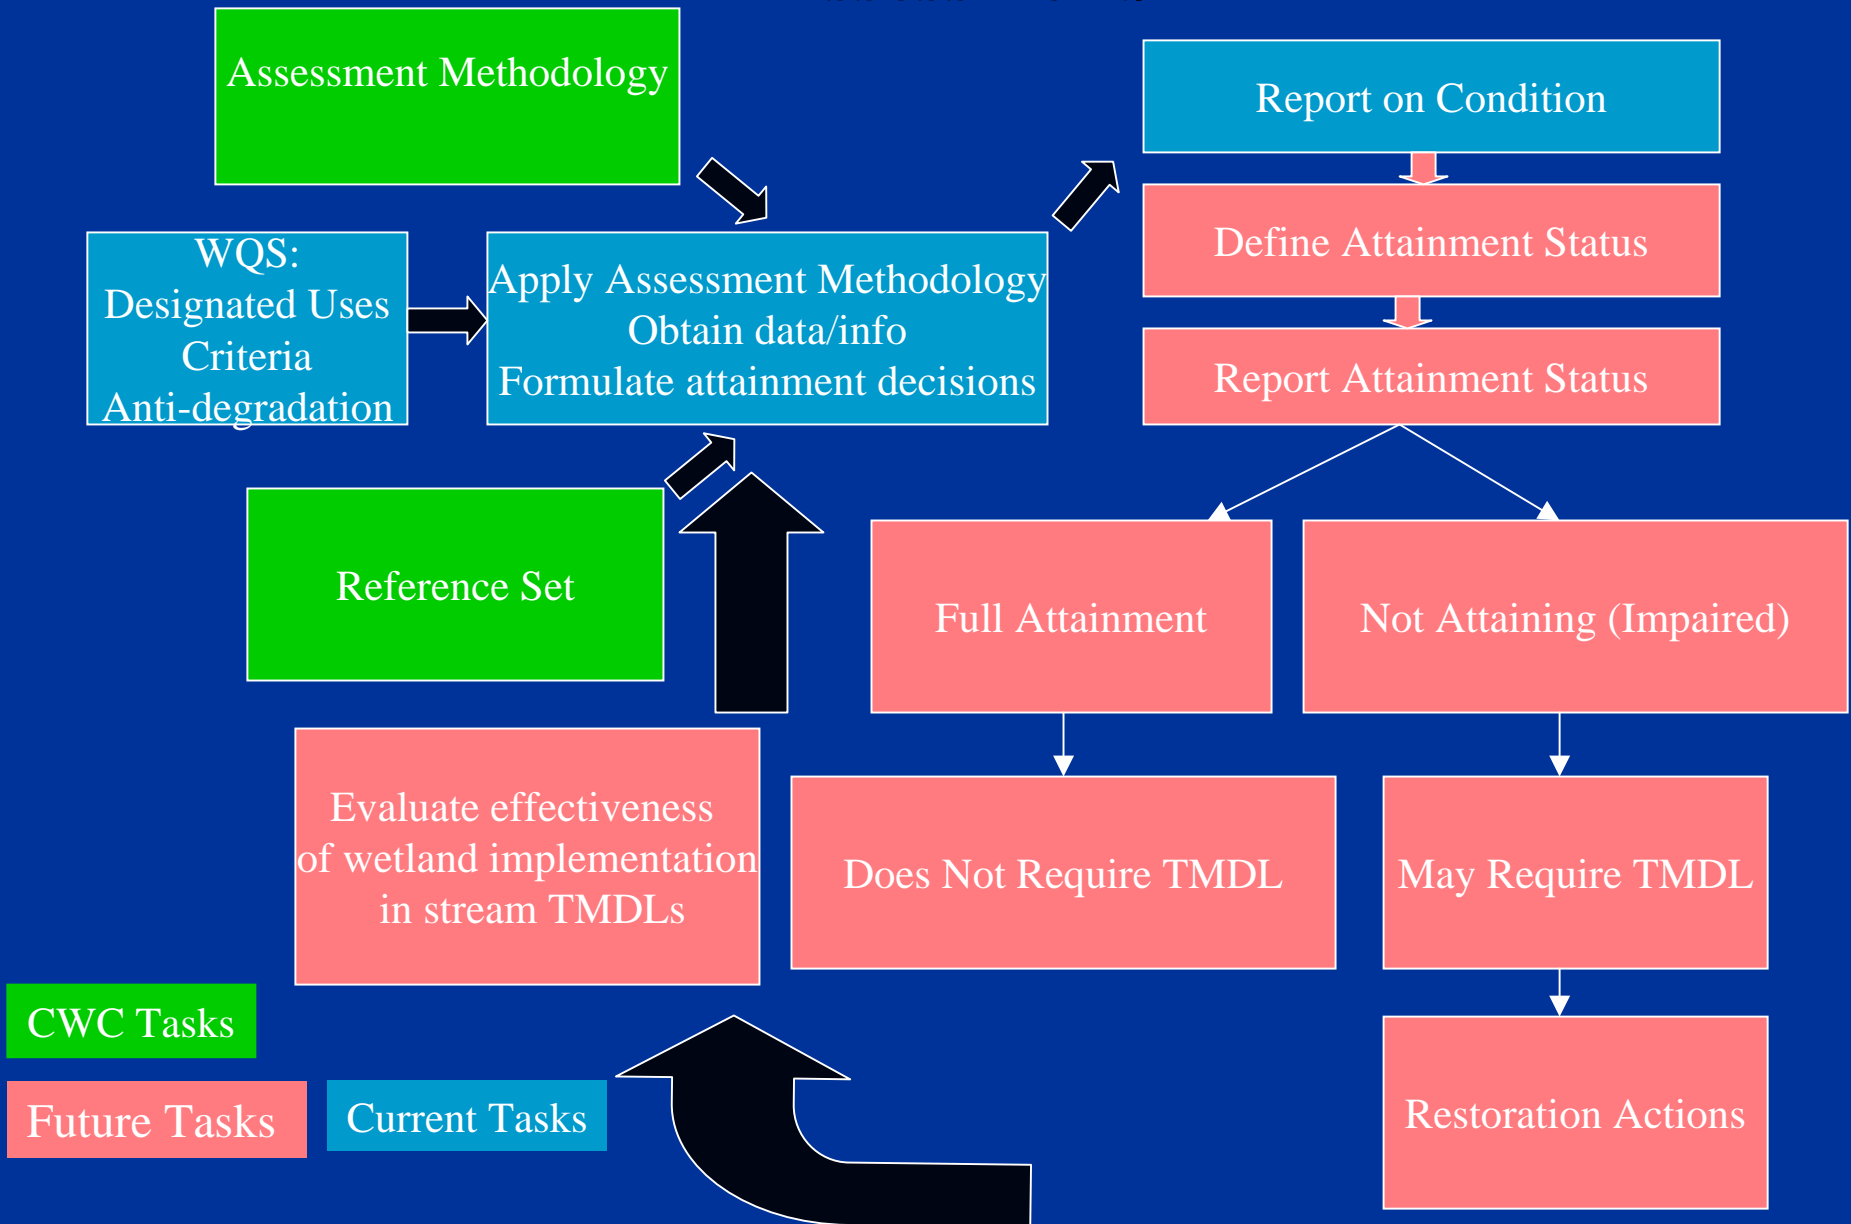 Assessment Methodology
Report on Condition
WQS:
Designated Uses
Criteria
Anti-degradation
Apply Assessment Methodology
Obtain data/info
Formulate attainment decisions
Define Attainment Status
Report Attainment Status
Reference Set
Full Attainment
Not Attaining (Impaired)
Evaluate effectiveness
of wetland implementation
in stream TMDLs
Does Not Require TMDL
May Require TMDL
Restoration Actions
CWC Tasks
Future Tasks
Current Tasks